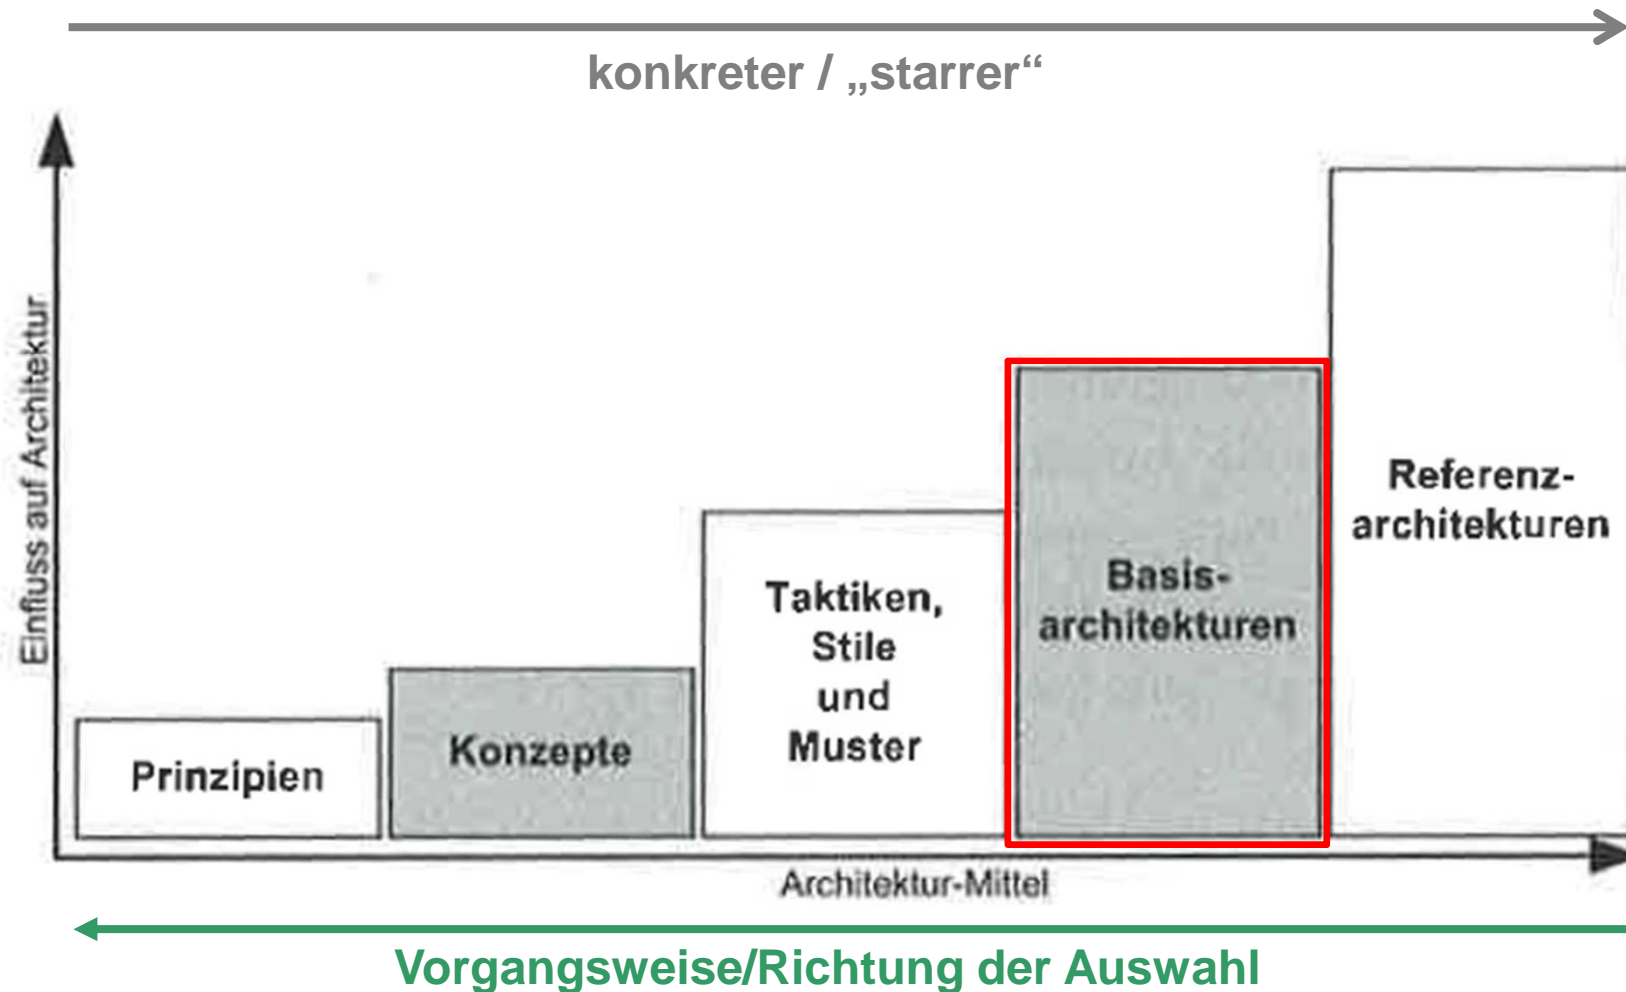 konkreter / „starrer“
Einfluss auf Architektur
Prinzipien
Konzepte
Taktiken,
Stile
und
Muster
Basis-
architekturen
Referenz-
architekturen
Architektur-Mittel
Vorgangsweise/Richtung der Auswahl